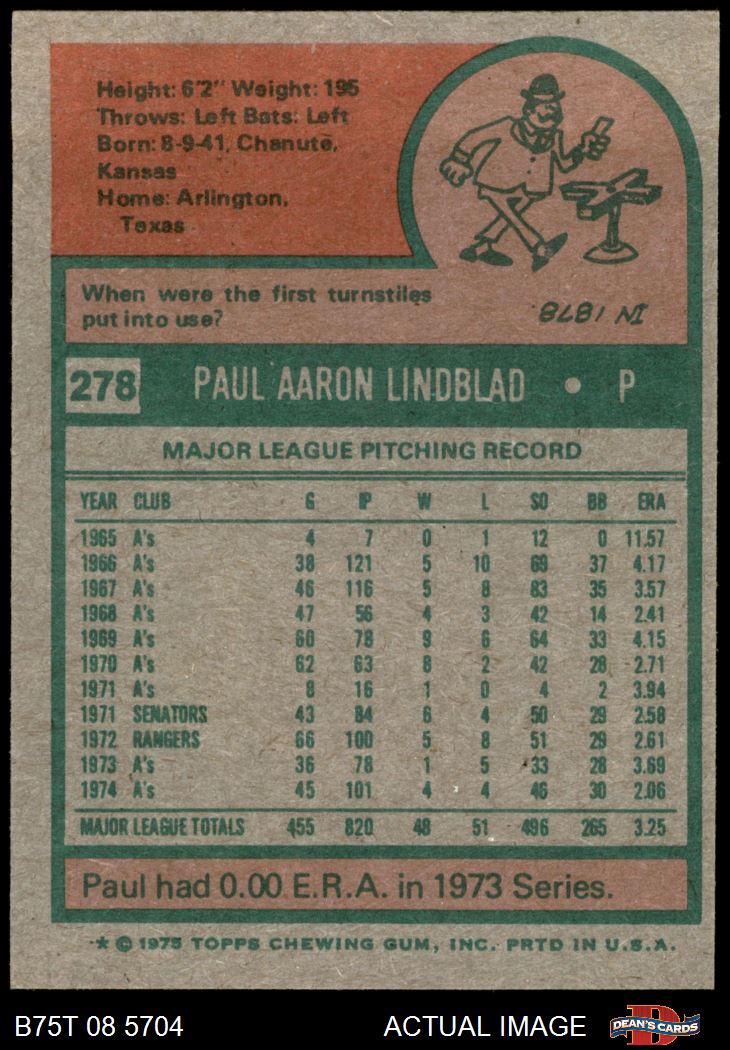 Height: 6'2" Weight: 195
Throws: Left Bats: Left
Born: 8-9-41, Chanute,
Kansas
Home: Arlington,
Texas
When were the first turnstiles
put into use?
IN 1878.
278 PAUL AARON LINDBLAD • P
MAJOR LEAGUE PITCHING RECORD
YEAR CLUB G IP W L SO BB ERA
1965 A's 4 7 0 1 12 0 11.57
1966 A's 38 121 5 10 69 37 4.17
1967 A's 46 116 5 8 83 35 3.57
1968 A's 47 56 4 3 42 14 2.41
1969 A's 60 78 9 6 64 33 4.15
1970 A's 62 63 8 2 42 28 2.71
1971 A's 8 16 1 0 4 2 3.94
1971 SENATORS 43 84 6 4 50 29 2.58
1972 RANGERS 66 100 5 8 51 29 2.61
1973 A's 36 78 1 5 33 28 3.69
1974 A's 45 101 4 4 46 30 2.06
MAJOR LEAGUE TOTALS 455 820 48 51 496 265 3.25
Paul had 0.00 E.R.A. in 1973 Series.
★ © 1975 TOPPS CHEWING GUM, INC. PRTD IN U.S.A.
B75T 08 5704 ACTUAL IMAGE
D
DEAN'S CARDS